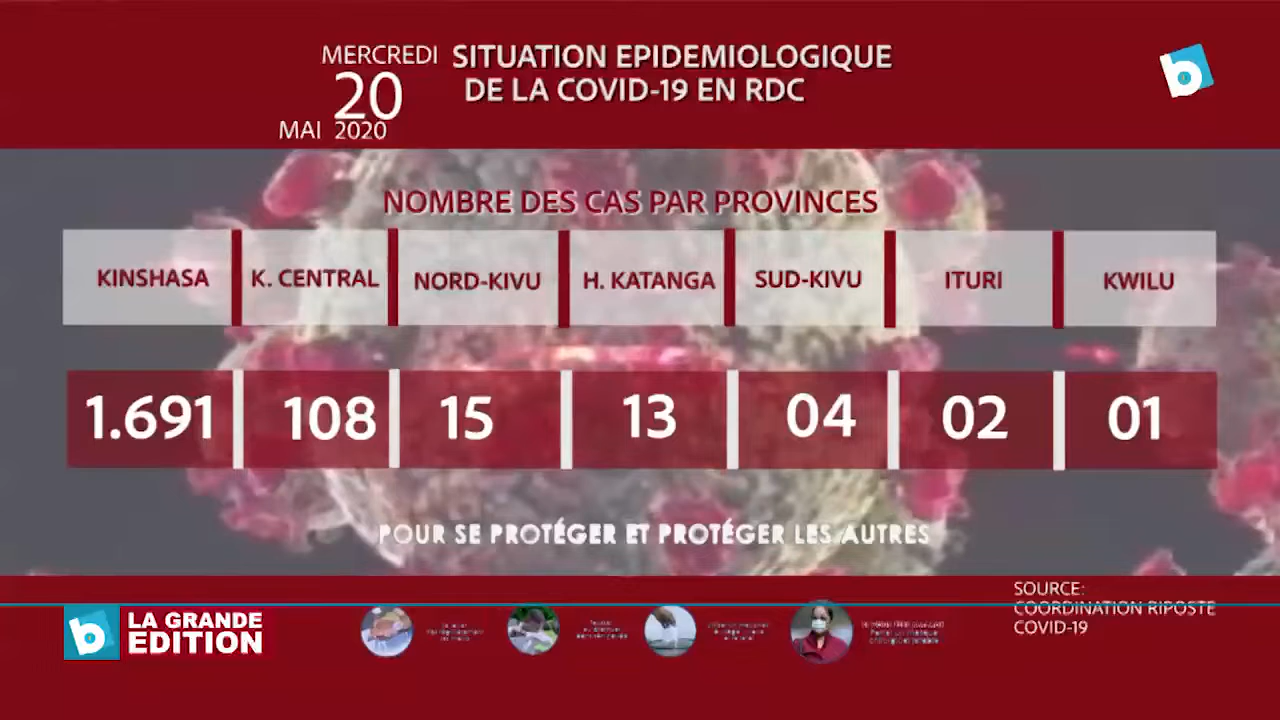 MERCREDI
20
MAI 2020
SITUATION EPIDEMIOLOGIQUE
DE LA COVID-19 EN RDC
b
NOMBRE DES CAS PAR PROVINCES
KINSHASA K. CENTRAL NORD-KIVU H. KATANGA SUD-KIVU ITURI KWILU
1.691 108 15 13 04 02 01
POUR SE PROTÉGER ET PROTÉGER LES AUTRES
b LA GRANDE
EDITION
SOURCE:
COORDINATION RIPOSTE
COVID-19